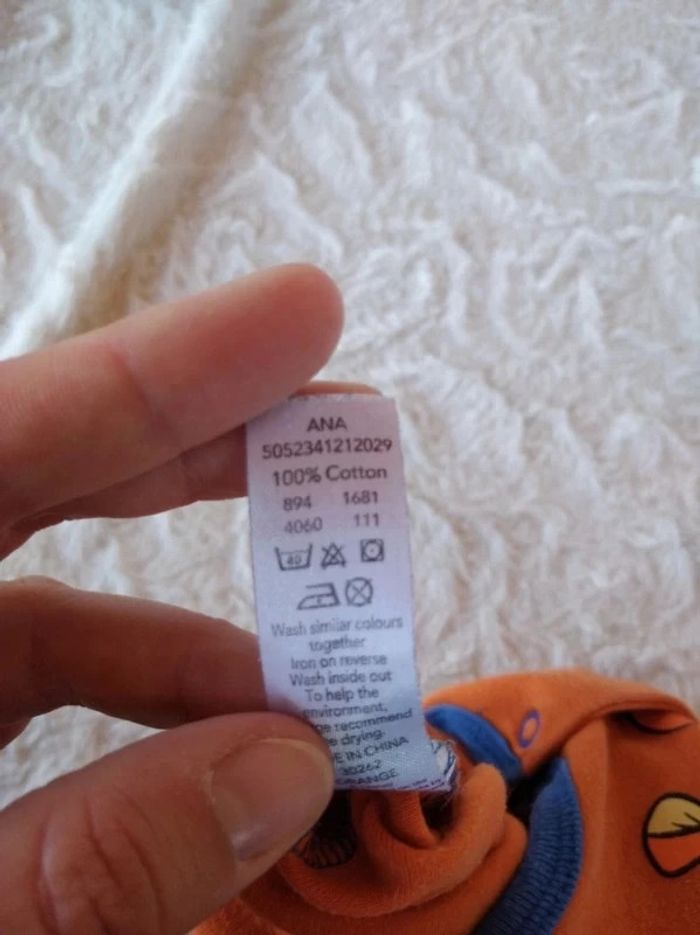 ANA
5052341212029
100% Cotton
894 1681
4060 111
40
Wash similar colours
together
Iron on reverse
Wash inside out
To help the
environment,
recommend
drying.
IN CHINA
30262